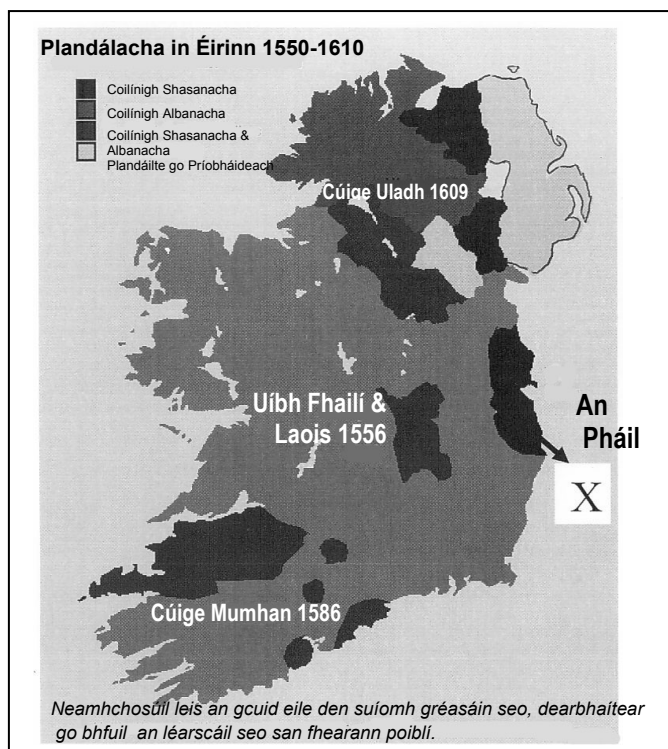 Plandálacha in Éirinn 1550-1610
Coilínigh Shasanacha
Coilínigh Albanacha
Coilínigh Shasanacha &
Albanacha
Plandáilte go Príobháideach
Cúige Uladh 1609
Uíbh Fhailí &
Laois 1556
An
Pháil
X
Cúige Mumhan 1586
Neamhchosúil leis an gcuid eile den suíomh gréasáin seo, dearbhaítear
go bhfuil an léarscáil seo san fhearann poiblí.